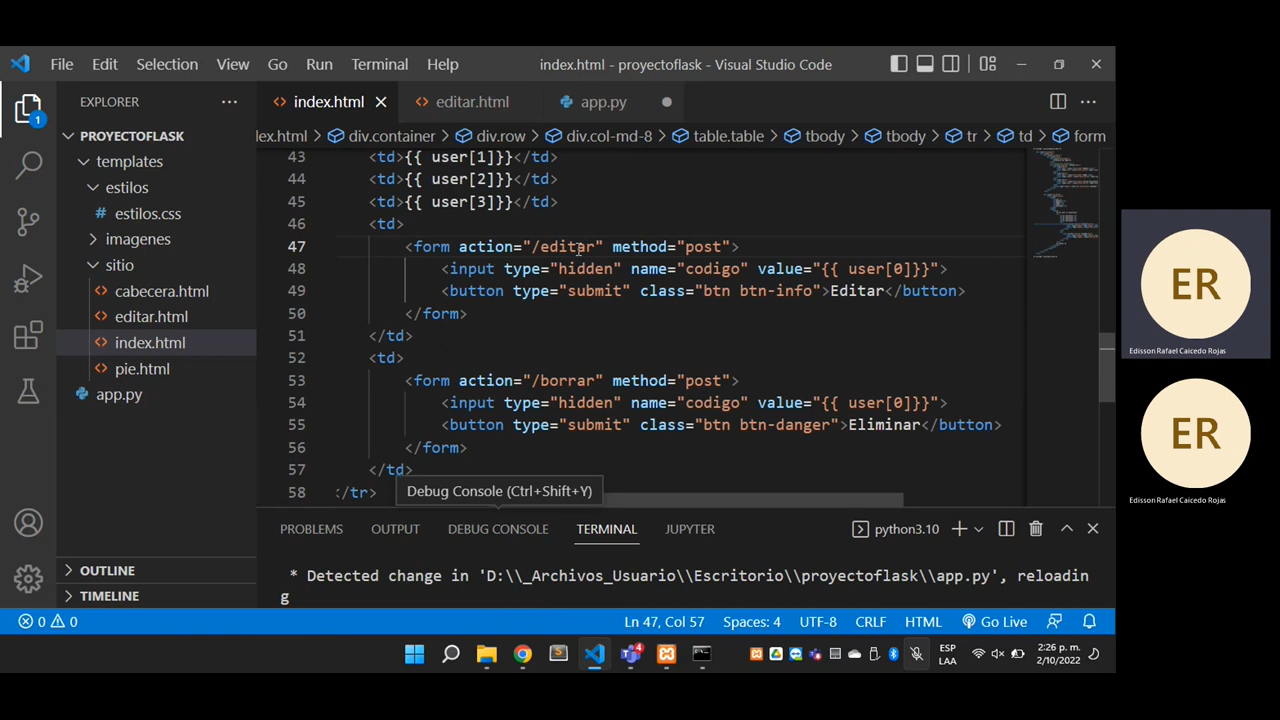 File Edit Selection View Go Run Terminal Help index.html - proyectoflask - Visual Studio Code
EXPLORER
index.html editar.html app.py
1
PROYECTOFLASK
templates
estilos
# estilos.css
imagenes
sitio
cabecera.html
editar.html
index.html
pie.html
app.py
OUTLINE
TIMELINE
dex.html > div.container > div.row > div.col-md-8 > table.table > tbody > tbody > tr > td > form
43 <td>{{ user[1]}}</td>
44 <td>{{ user[2]}}</td>
45 <td>{{ user[3]}}</td>
46 <td>
47 <form action="/editar" method="post">
48 <input type="hidden" name="codigo" value="{{ user[0]}}">
49 <button type="submit" class="btn btn-info">Editar</button>
50 </form>
51 </td>
52 <td>
53 <form action="/borrar" method="post">
54 <input type="hidden" name="codigo" value="{{ user[0]}}">
55 <button type="submit" class="btn btn-danger">Eliminar</button>
56 </form>
57 </td>
58 </tr>
Debug Console (Ctrl+Shift+Y)
PROBLEMS OUTPUT DEBUG CONSOLE TERMINAL JUPYTER python3.10
* Detected change in 'D:\\_Archivos_Usuario\\Escritorio\\proyectoflask\\app.py', reloadin
g
0 0 Ln 47, Col 57 Spaces: 4 UTF-8 CRLF HTML Go Live
4
ESP
LAA
2:26 p. m.
2/10/2022
ER
Edisson Rafael Caicedo Rojas
ER
Edisson Rafael Caicedo Rojas